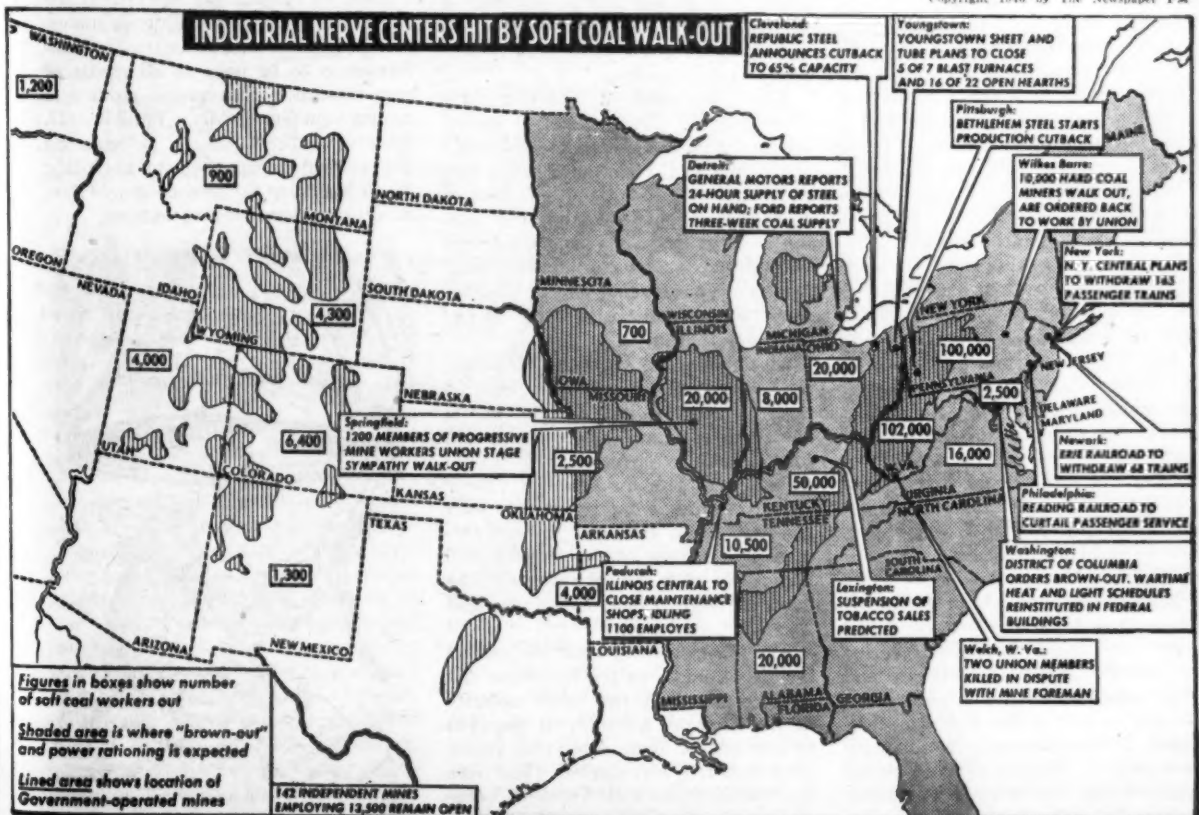 INDUSTRIAL NERVE CENTERS HIT BY SOFT COAL WALK-OUT
Cleveland:
REPUBLIC STEEL
ANNOUNCES CUTBACK
TO 65% CAPACITY
Youngstown:
YOUNGSTOWN SHEET AND
TUBE PLANS TO CLOSE
5 OF 7 BLAST FURNACES
AND 16 OF 22 OPEN HEARTHS
Pittsburgh:
BETHLEHEM STEEL STARTS
PRODUCTION CUTBACK
Wilkes Barre:
10,000 HARD COAL
MINERS WALK OUT,
ARE ORDERED BACK
TO WORK BY UNION
Detroit:
GENERAL MOTORS REPORTS
24-HOUR SUPPLY OF STEEL
ON HAND; FORD REPORTS
THREE-WEEK COAL SUPPLY
New York:
N. Y. CENTRAL PLANS
TO WITHDRAW 165
PASSENGER TRAINS
WASHINGTON
1,200
900
MONTANA
NORTH DAKOTA
MAINE
OREGON
IDAHO
SOUTH DAKOTA
MINNESOTA
WISCONSIN
ILLINOIS
MICHIGAN
INDIANA
OHIO
NEW YORK
NEVADA
WYOMING
4,300
700
20,000
100,000
NEW JERSEY
4,000
NEBRASKA
IOWA
MISSOURI
20,000
8,000
PENNSYLVANIA
2,500
DELAWARE
MARYLAND
UTAH
COLORADO
6,400
KANSAS
2,500
102,000
W. VA.
16,000
Springfield:
1200 MEMBERS OF PROGRESSIVE
MINE WORKERS UNION STAGE
SYMPATHY WALK-OUT
50,000
KENTUCKY
TENNESSEE
VIRGINIA
NORTH CAROLINA
Newark:
ERIE RAILROAD TO
WITHDRAW 68 TRAINS
Philadelphia:
READING RAILROAD TO
CURTAIL PASSENGER SERVICE
TEXAS
OKLAHOMA
ARKANSAS
10,500
SOUTH
CAROLINA
1,300
4,000
Paducah:
ILLINOIS CENTRAL TO
CLOSE MAINTENANCE
SHOPS, IDLING
1100 EMPLOYES
Lexington:
SUSPENSION OF
TOBACCO SALES
PREDICTED
Washington:
DISTRICT OF COLUMBIA
ORDERS BROWN-OUT. WARTIME
HEAT AND LIGHT SCHEDULES
REINSTITUTED IN FEDERAL
BUILDINGS
ARIZONA
NEW MEXICO
LOUISIANA
MISSISSIPPI
20,000
ALABAMA
FLORIDA
GEORGIA
Welch, W. Va.:
TWO UNION MEMBERS
KILLED IN DISPUTE
WITH MINE FOREMAN
Figures in boxes show number
of soft coal workers out
Shaded area is where "brown-out"
and power rationing is expected
Lined area shows location of
Government-operated mines
142 INDEPENDENT MINES
EMPLOYING 13,500 REMAIN OPEN